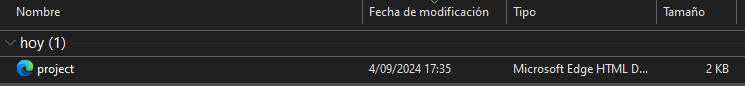 Nombre Fecha de modificación Tipo Tamaño
hoy (1)
project 4/09/2024 17:35 Microsoft Edge HTML D... 2 KB